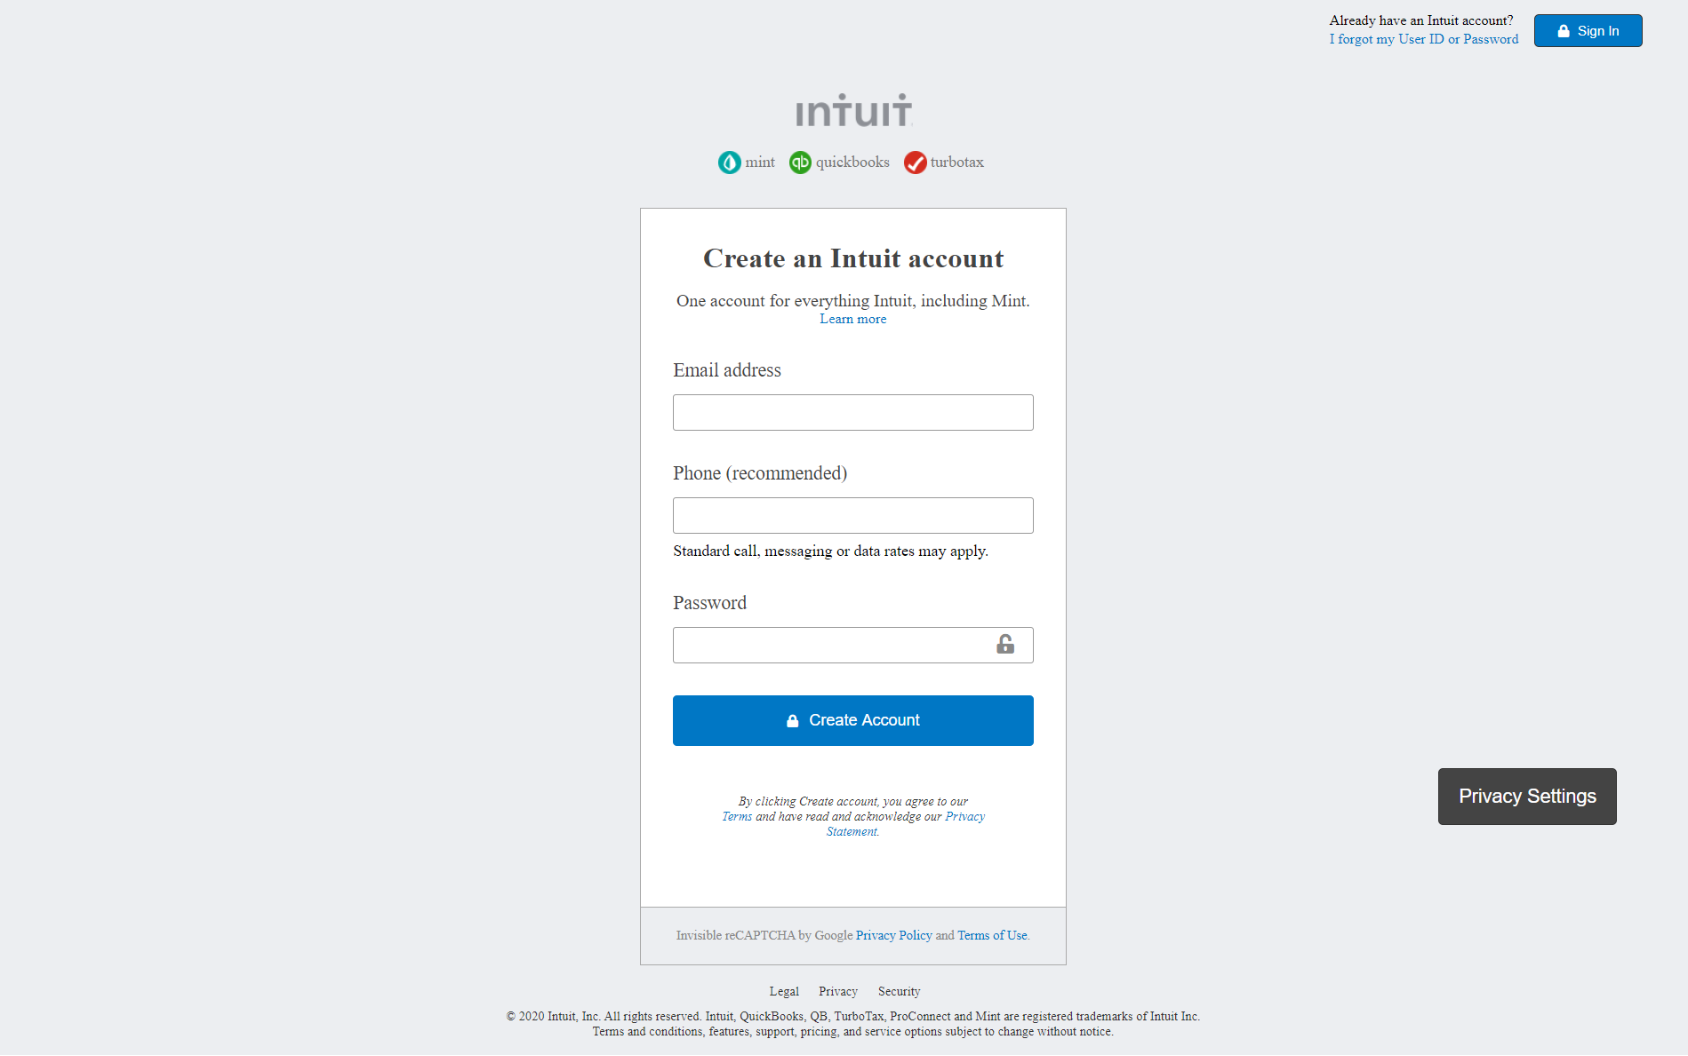 Already have an Intuit account?
I forgot my User ID or Password
Sign In
intuit
mint
qb
quickbooks
turbotax
Create an Intuit account
One account for everything Intuit, including Mint.
Learn more
Email address
Phone (recommended)
Standard call, messaging or data rates may apply.
Password
Create Account
By clicking Create account, you agree to our
Terms and have read and acknowledge our Privacy
Statement.
Privacy Settings
Invisible reCAPTCHA by Google Privacy Policy and Terms of Use.
Legal Privacy Security
© 2020 Intuit, Inc. All rights reserved. Intuit, QuickBooks, QB, TurboTax, ProConnect and Mint are registered trademarks of Intuit Inc.
Terms and conditions, features, support, pricing, and service options subject to change without notice.